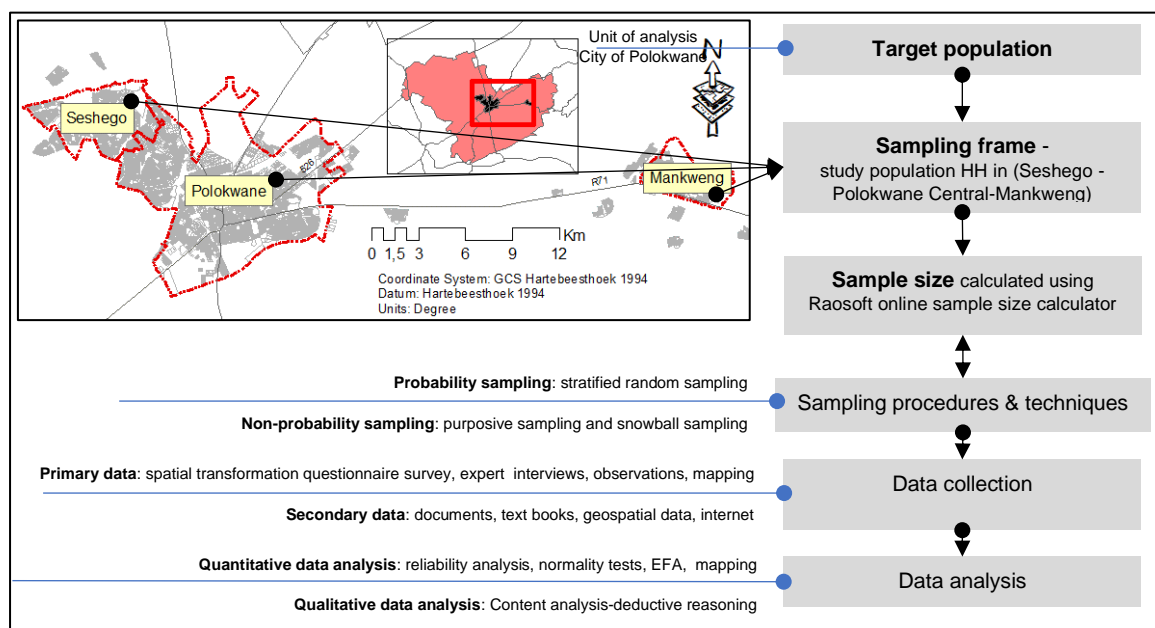 Unit of analysis
City of Polokwane
N
Seshego
Polokwane
Mankweng
526
R71
Km
0 1,5 3 6 9 12
Coordinate System: GCS Hartebeesthoek 1994
Datum: Hartebeesthoek 1994
Units: Degree
Target population
Sampling frame -
study population HH in (Seshego -
Polokwane Central-Mankweng)
Sample size calculated using
Raosoft online sample size calculator
Probability sampling: stratified random sampling
Non-probability sampling: purposive sampling and snowball sampling
Sampling procedures & techniques
Primary data: spatial transformation questionnaire survey, expert interviews, observations, mapping
Secondary data: documents, text books, geospatial data, internet
Data collection
Quantitative data analysis: reliability analysis, normality tests, EFA, mapping
Qualitative data analysis: Content analysis-deductive reasoning
Data analysis